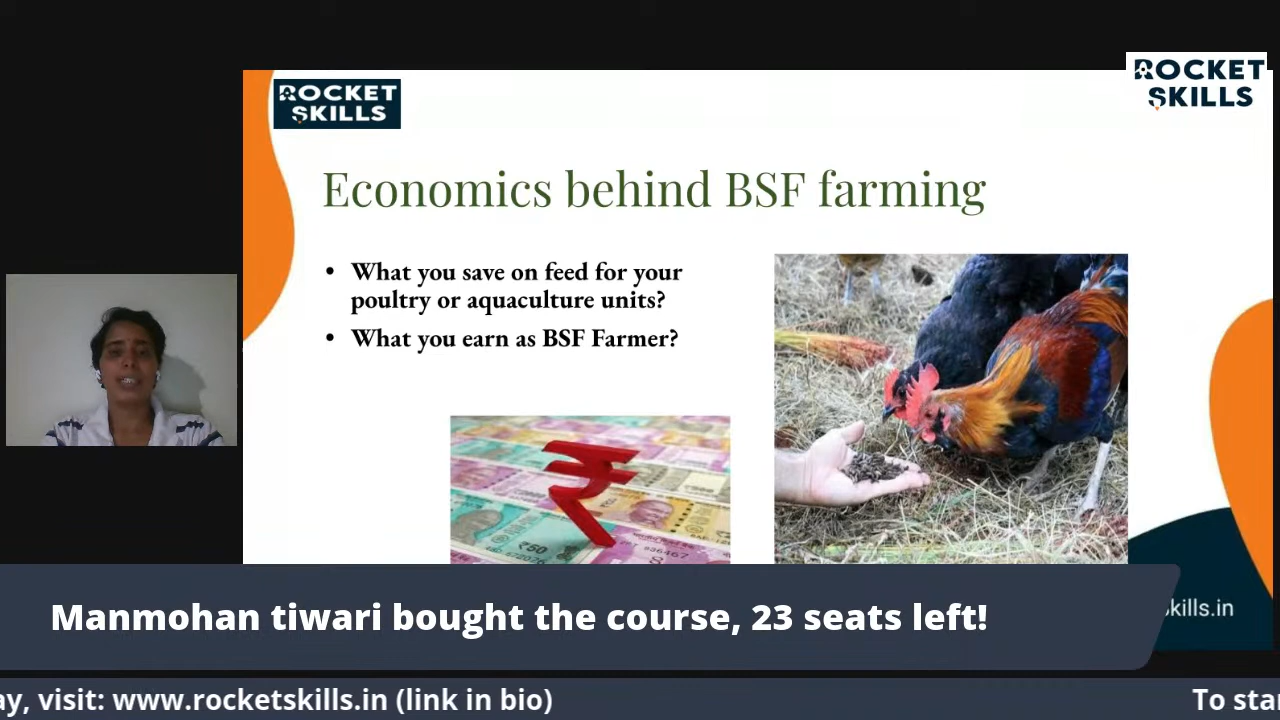 ROCKET
SKILLS
ROCKET
SKILLS
Economics behind BSF farming
• What you save on feed for your
poultry or aquaculture units?
• What you earn as BSF Farmer?
₹
₹50
kills.in
Manmohan tiwari bought the course, 23 seats left!
ay, visit: www.rocketskills.in (link in bio)
To star